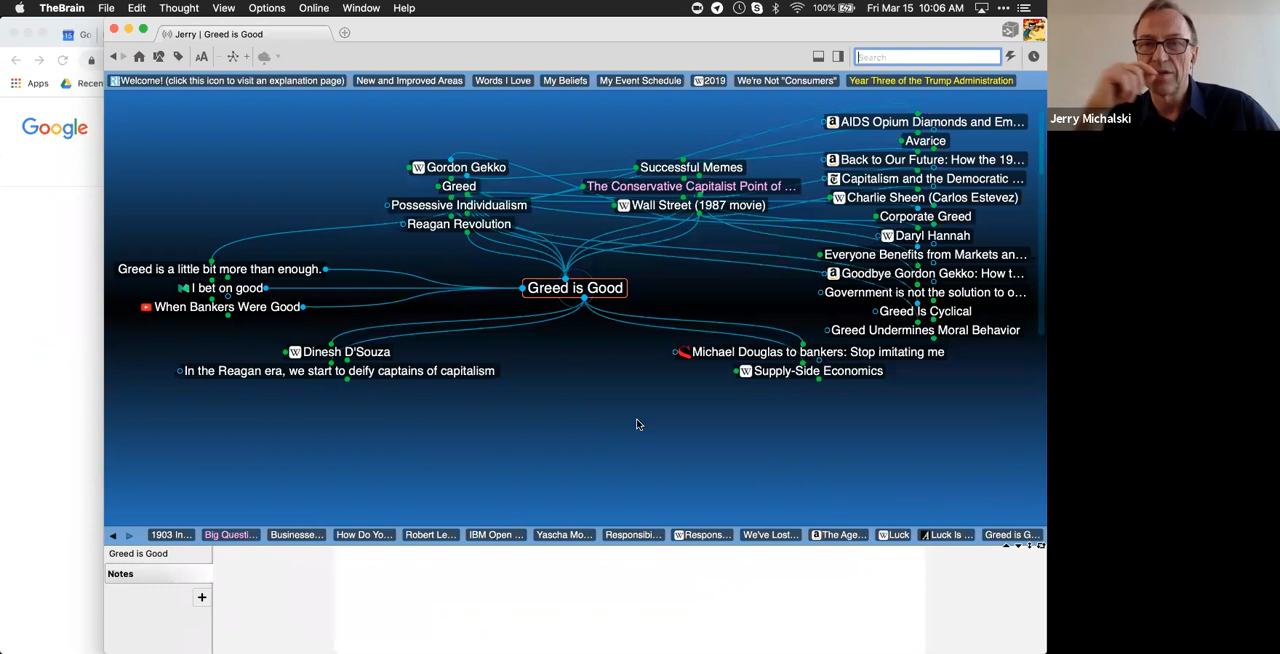 TheBrain File Edit Thought View Options Online Window Help 100% Fri Mar 15 10:06 AM
Jerry | Greed is Good
Search
Apps Recen
Welcome! (click this icon to visit an explanation page) New and Improved Areas Words I Love My Beliefs My Event Schedule 2019 We're Not "Consumers" Year Three of the Trump Administration
Google
Jerry Michalski
AIDS Opium Diamonds and Em...
Avarice
Back to Our Future: How the 19...
Capitalism and the Democratic ...
Charlie Sheen (Carlos Estevez)
Corporate Greed
Daryl Hannah
Everyone Benefits from Markets an...
Goodbye Gordon Gekko: How t...
Government is not the solution to o...
Greed Is Cyclical
Greed Undermines Moral Behavior
Gordon Gekko
Greed
Possessive Individualism
Reagan Revolution
Successful Memes
The Conservative Capitalist Point of ...
Wall Street (1987 movie)
Greed is a little bit more than enough.
I bet on good
When Bankers Were Good
Greed is Good
Dinesh D'Souza
In the Reagan era, we start to deify captains of capitalism
Michael Douglas to bankers: Stop imitating me
Supply-Side Economics
1903 In... Big Questi... Businesse... How Do Yo... Robert Le... IBM Open ... Yascha Mo... Responsibi... Respons... We've Lost... The Age... Luck Luck Is ... Greed is G...
Greed is Good
Notes